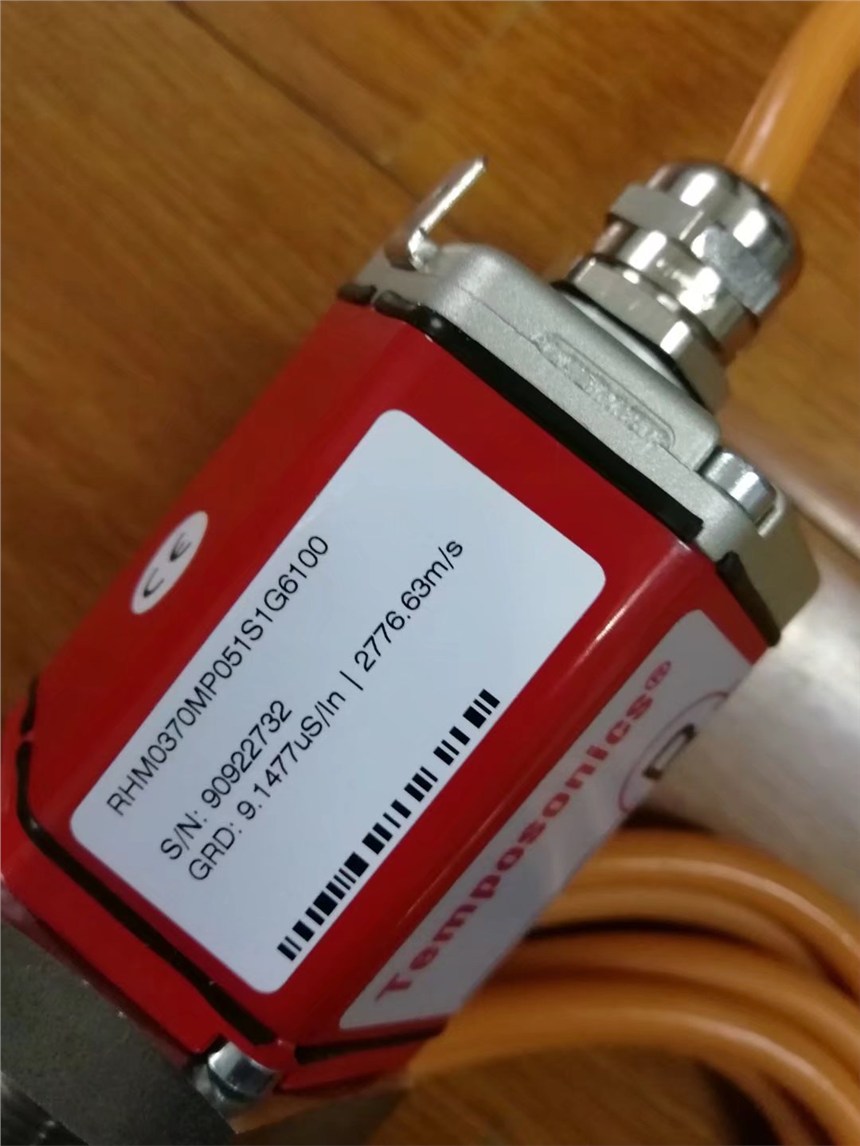 RHM0370MP051S1G6100
S/N: 90922732
GRD: 9.1477uS/In | 2776.63m/s
CE
Temposonics®
R